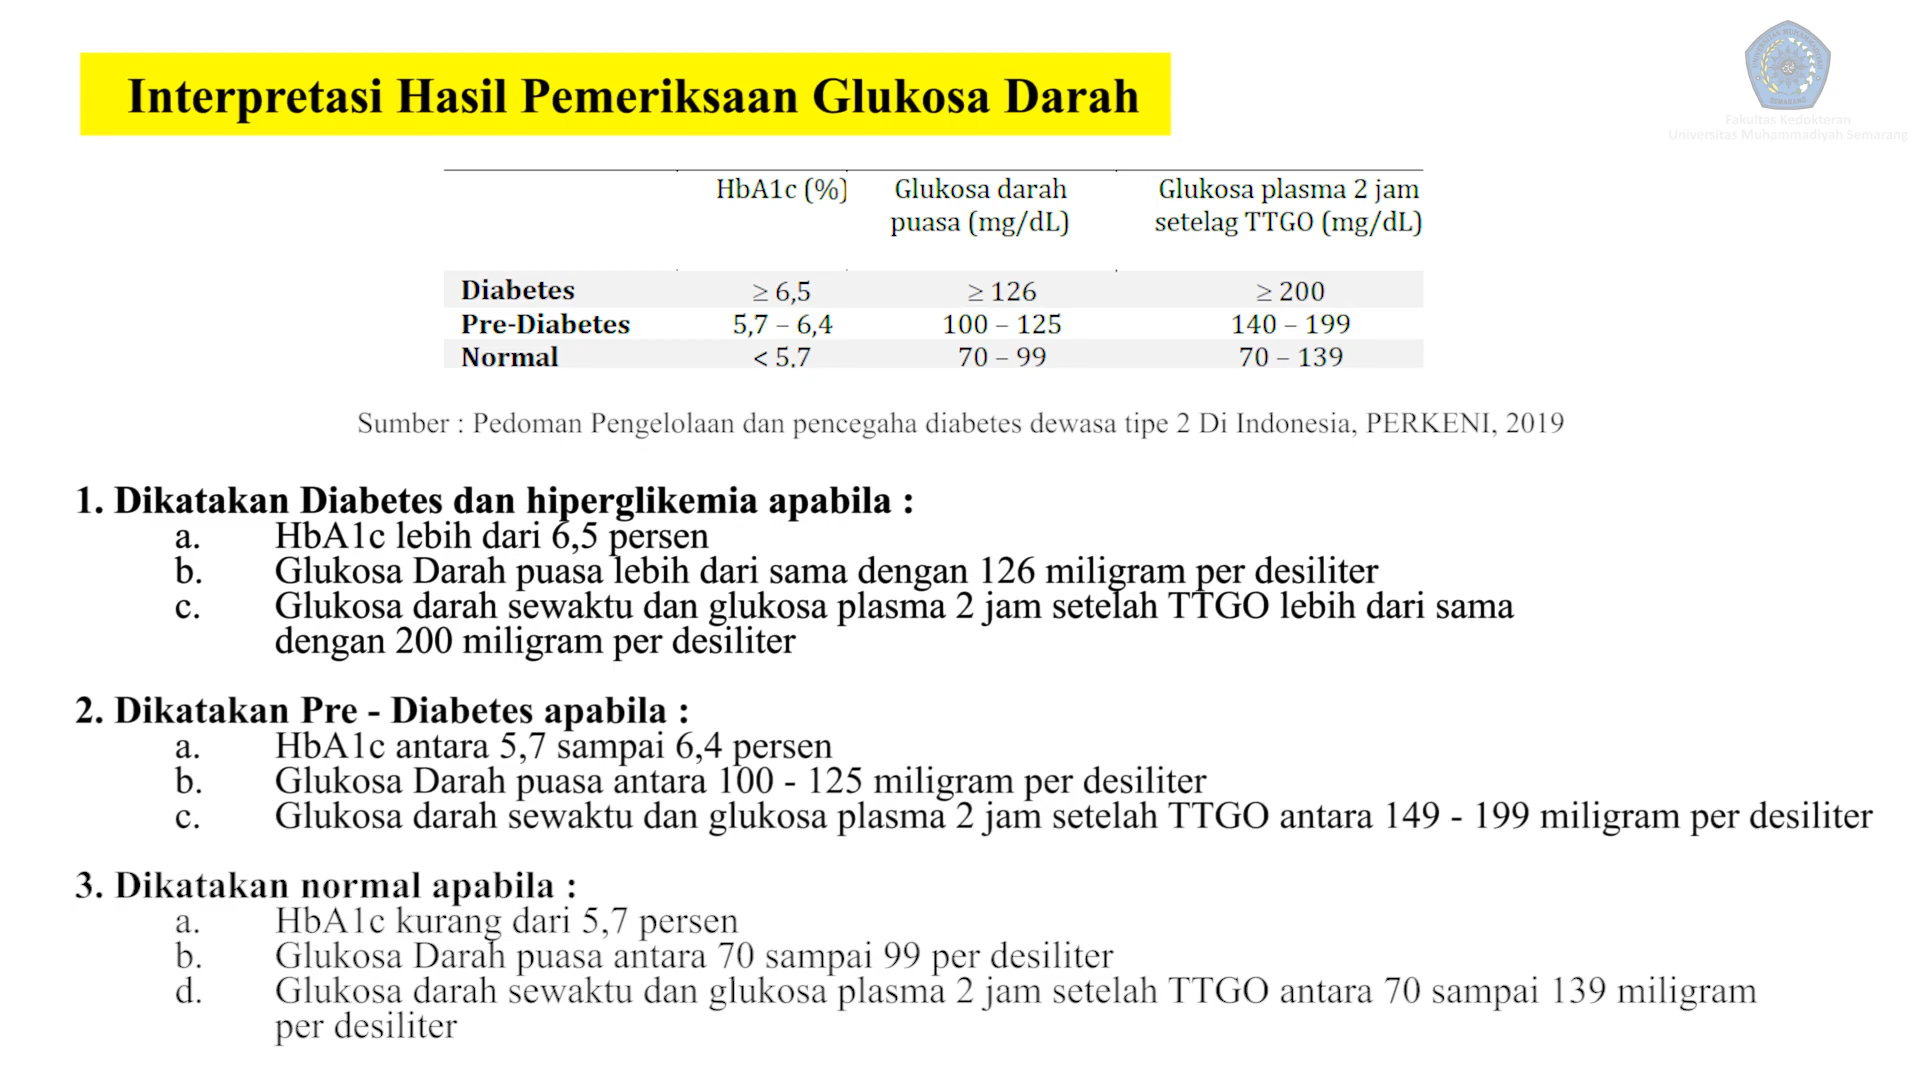 Interpretasi Hasil Pemeriksaan Glukosa Darah
UNIVERSITAS MUHAMMADIYAH
SEMARANG
Fakultas Kedokteran
Universitas Muhammadiyah Semarang
HbA1c (%) Glukosa darah Glukosa plasma 2 jam
puasa (mg/dL) setelag TTGO (mg/dL)
Diabetes ≥ 6,5 ≥ 126 ≥ 200
Pre-Diabetes 5,7 – 6,4 100 – 125 140 – 199
Normal < 5,7 70 – 99 70 – 139
Sumber : Pedoman Pengelolaan dan pencegaha diabetes dewasa tipe 2 Di Indonesia, PERKENI, 2019
1. Dikatakan Diabetes dan hiperglikemia apabila :
a. HbA1c lebih dari 6,5 persen
b. Glukosa Darah puasa lebih dari sama dengan 126 miligram per desiliter
c. Glukosa darah sewaktu dan glukosa plasma 2 jam setelah TTGO lebih dari sama
dengan 200 miligram per desiliter
2. Dikatakan Pre - Diabetes apabila :
a. HbA1c antara 5,7 sampai 6,4 persen
b. Glukosa Darah puasa antara 100 - 125 miligram per desiliter
c. Glukosa darah sewaktu dan glukosa plasma 2 jam setelah TTGO antara 149 - 199 miligram per desiliter
3. Dikatakan normal apabila :
a. HbA1c kurang dari 5,7 persen
b. Glukosa Darah puasa antara 70 sampai 99 per desiliter
d. Glukosa darah sewaktu dan glukosa plasma 2 jam setelah TTGO antara 70 sampai 139 miligram
per desiliter